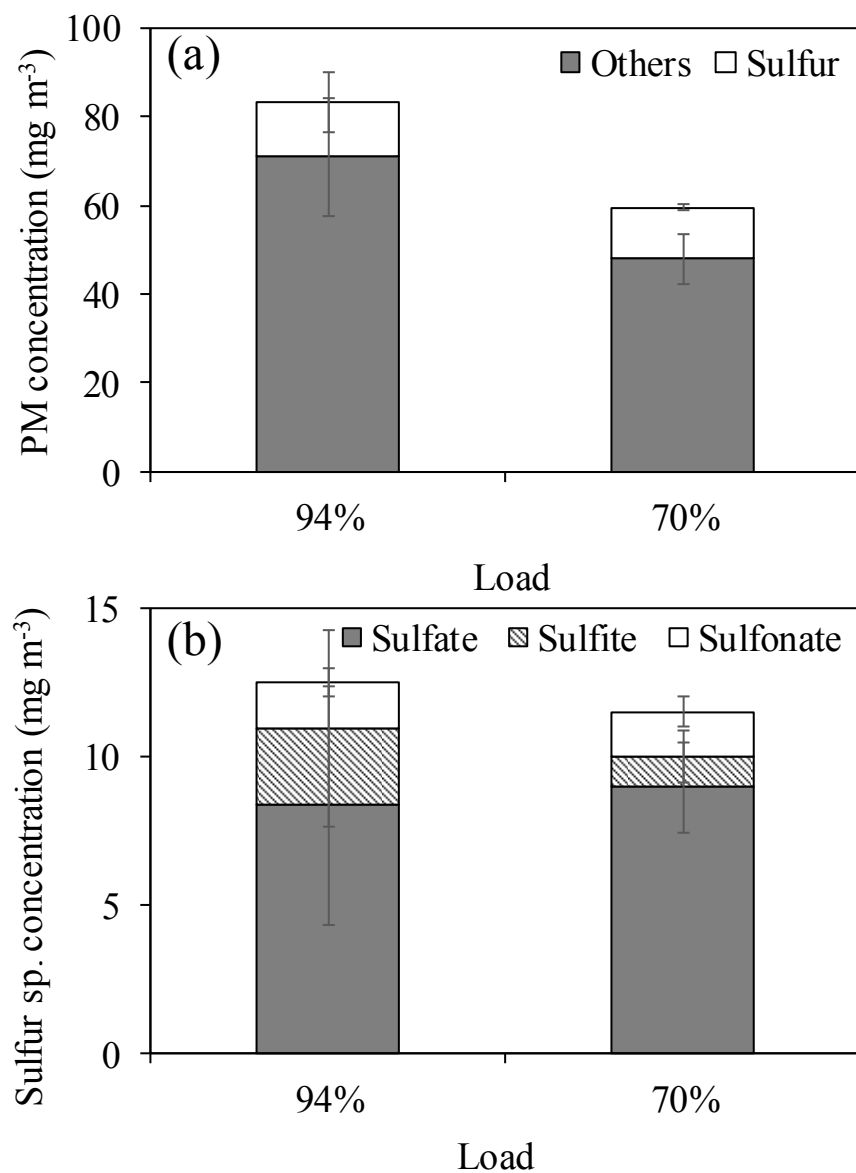 (a)
Others Sulfur
PM concentration (mg m⁻³)
100
80
60
40
20
0
94% 70%
Load
(b)
Sulfate Sulfite Sulfonate
Sulfur sp. concentration (mg m⁻³)
15
10
5
0
94% 70%
Load